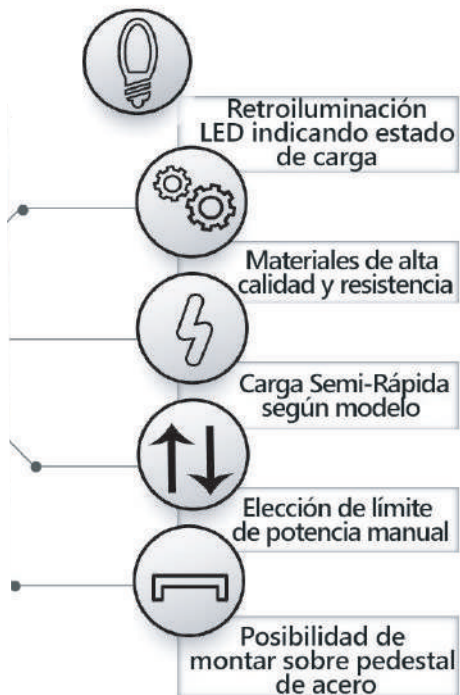 Retroiluminación
LED indicando estado
de carga
Materiales de alta
calidad y resistencia
Carga Semi-Rápida
según modelo
Elección de límite
de potencia manual
Posibilidad de
montar sobre pedestal
de acero